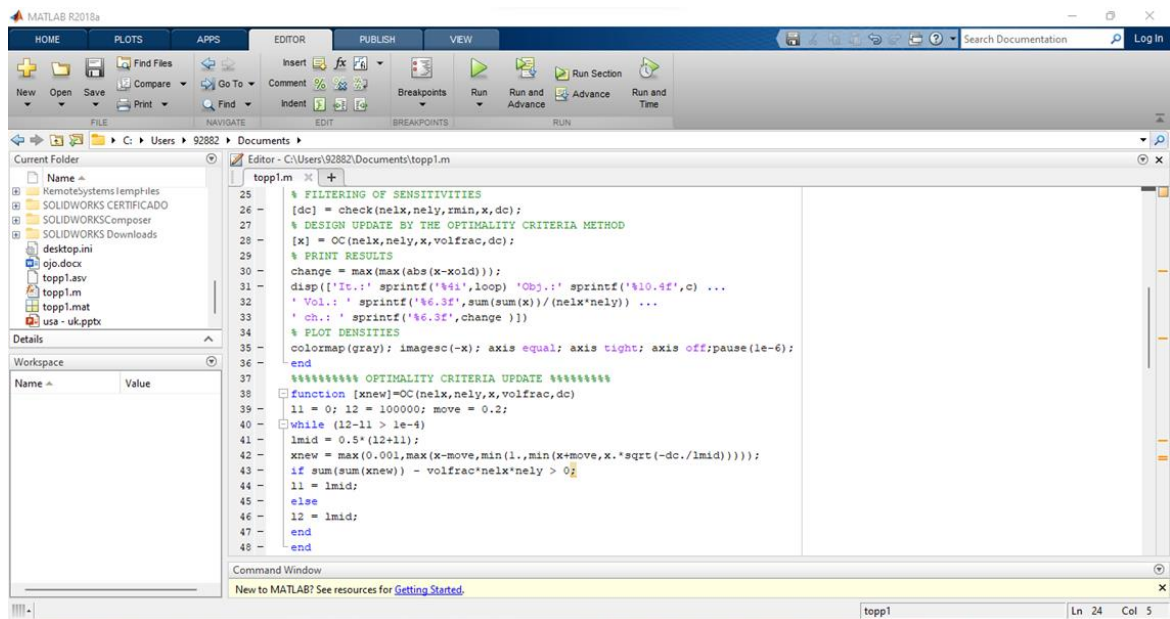 MATLAB R2018a
HOME PLOTS APPS EDITOR PUBLISH VIEW Search Documentation Log In
New Open Save Find Files Compare Print
Go To Find
Insert fx Comment Indent
Breakpoints Run Run and Advance Run Section Advance Run and Time
FILE NAVIGATE EDIT BREAKPOINTS RUN
C: Users 92882 Documents
Current Folder
Name
RemoteSystemsTempFiles
SOLIDWORKS CERTIFICADO
SOLIDWORKSComposer
SOLIDWORKS Downloads
desktop.ini
ojo.docx
topp1.asv
topp1.m
topp1.mat
usa - uk.pptx
Details
Workspace
Name Value
Editor - C:\Users\92882\Documents\topp1.m
topp1.m
25 % FILTERING OF SENSITIVITIES
26 - [dc] = check(nelx,nely,rmin,x,dc);
27 % DESIGN UPDATE BY THE OPTIMALITY CRITERIA METHOD
28 - [x] = OC(nelx,nely,x,volfrac,dc);
29 % PRINT RESULTS
30 - change = max(max(abs(x-xold)));
31 - disp(['It.:' sprintf('%4i',loop) 'Obj.:' sprintf('%10.4f',c) ...
32 ' Vol.: ' sprintf('%6.3f',sum(sum(x))/(nelx*nely)) ...
33 ' ch.: ' sprintf('%6.3f',change )])
34 % PLOT DENSITIES
35 - colormap(gray); imagesc(-x); axis equal; axis tight; axis off;pause(1e-6);
36 - end
37 %%%%%%%%%% OPTIMALITY CRITERIA UPDATE %%%%%%%%%
38 function [xnew]=OC(nelx,nely,x,volfrac,dc)
39 - l1 = 0; l2 = 100000; move = 0.2;
40 - while (l2-l1 > 1e-4)
41 - lmid = 0.5*(l2+l1);
42 - xnew = max(0.001,max(x-move,min(1.,min(x+move,x.*sqrt(-dc./lmid)))));
43 - if sum(sum(xnew)) - volfrac*nelx*nely > 0;
44 - l1 = lmid;
45 - else
46 - l2 = lmid;
47 - end
48 - end
Command Window
New to MATLAB? See resources for Getting Started.
topp1 Ln 24 Col 5